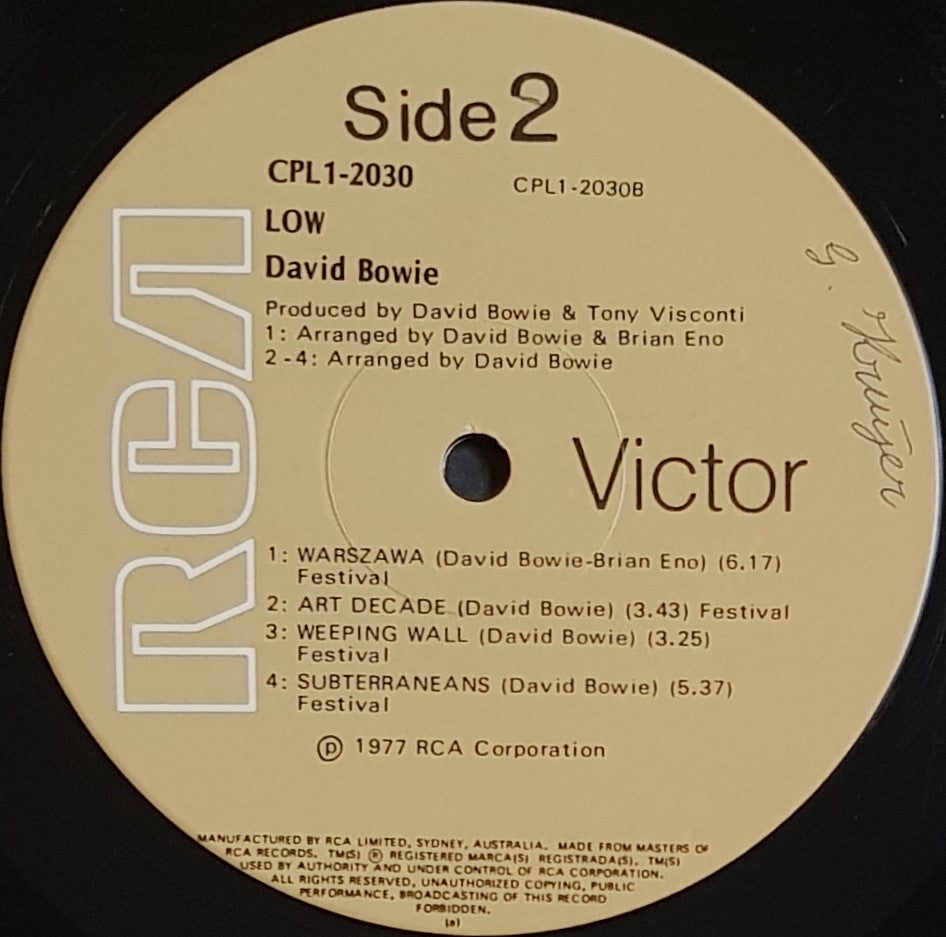 Side 2
CPL1-2030
CPL1-2030B
LOW
David Bowie
Produced by David Bowie & Tony Visconti
1: Arranged by David Bowie & Brian Eno
2-4: Arranged by David Bowie
RCA
Victor
G. Kruijer
1: WARSZAWA (David Bowie-Brian Eno) (6.17)
Festival
2: ART DECADE (David Bowie) (3.43) Festival
3: WEEPING WALL (David Bowie) (3.25)
Festival
4: SUBTERRANEANS (David Bowie) (5.37)
Festival
Ⓟ 1977 RCA Corporation
MANUFACTURED BY RCA LIMITED, SYDNEY, AUSTRALIA. MADE FROM MASTERS OF
RCA RECORDS. TM(S) ® REGISTERED MARCA(S) REGISTRADA(S). TM(S)
USED BY AUTHORITY AND UNDER CONTROL OF RCA CORPORATION.
ALL RIGHTS RESERVED, UNAUTHORIZED COPYING, PUBLIC
PERFORMANCE, BROADCASTING OF THIS RECORD
FORBIDDEN.
(a)